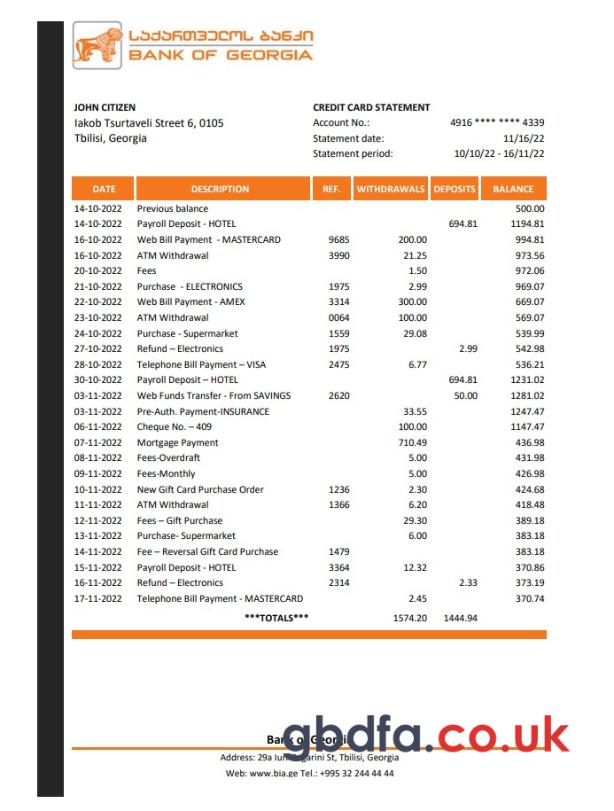 საქართველოს ბანკი
BANK OF GEORGIA
JOHN CITIZEN
Iakob Tsurtaveli Street 6, 0105
Tbilisi, Georgia
CREDIT CARD STATEMENT
Account No.: 4916 **** **** 4339
Statement date: 11/16/22
Statement period: 10/10/22 - 16/11/22
DATE DESCRIPTION REF. WITHDRAWALS DEPOSITS BALANCE
14-10-2022 Previous balance 500.00
14-10-2022 Payroll Deposit - HOTEL 694.81 1194.81
16-10-2022 Web Bill Payment - MASTERCARD 9685 200.00 994.81
16-10-2022 ATM Withdrawal 3990 21.25 973.56
20-10-2022 Fees 1.50 972.06
21-10-2022 Purchase - ELECTRONICS 1975 2.99 969.07
22-10-2022 Web Bill Payment - AMEX 3314 300.00 669.07
23-10-2022 ATM Withdrawal 0064 100.00 569.07
24-10-2022 Purchase - Supermarket 1559 29.08 539.99
27-10-2022 Refund – Electronics 1975 2.99 542.98
28-10-2022 Telephone Bill Payment – VISA 2475 6.77 536.21
30-10-2022 Payroll Deposit – HOTEL 694.81 1231.02
03-11-2022 Web Funds Transfer - From SAVINGS 2620 50.00 1281.02
03-11-2022 Pre-Auth. Payment-INSURANCE 33.55 1247.47
06-11-2022 Cheque No. – 409 100.00 1147.47
07-11-2022 Mortgage Payment 710.49 436.98
08-11-2022 Fees-Overdraft 5.00 431.98
09-11-2022 Fees-Monthly 5.00 426.98
10-11-2022 New Gift Card Purchase Order 1236 2.30 424.68
11-11-2022 ATM Withdrawal 1366 6.20 418.48
12-11-2022 Fees – Gift Purchase 29.30 389.18
13-11-2022 Purchase- Supermarket 6.00 383.18
14-11-2022 Fee – Reversal Gift Card Purchase 1479 383.18
15-11-2022 Payroll Deposit - HOTEL 3364 12.32 370.86
16-11-2022 Refund – Electronics 2314 2.33 373.19
17-11-2022 Telephone Bill Payment - MASTERCARD 2.45 370.74
***TOTALS*** 1574.20 1444.94
gbdfa.co.uk
Bank of Georgia
Address: 29a St, Tbilisi, Georgia
Web: www.bia.ge Tel.: +995 32 244 44 44